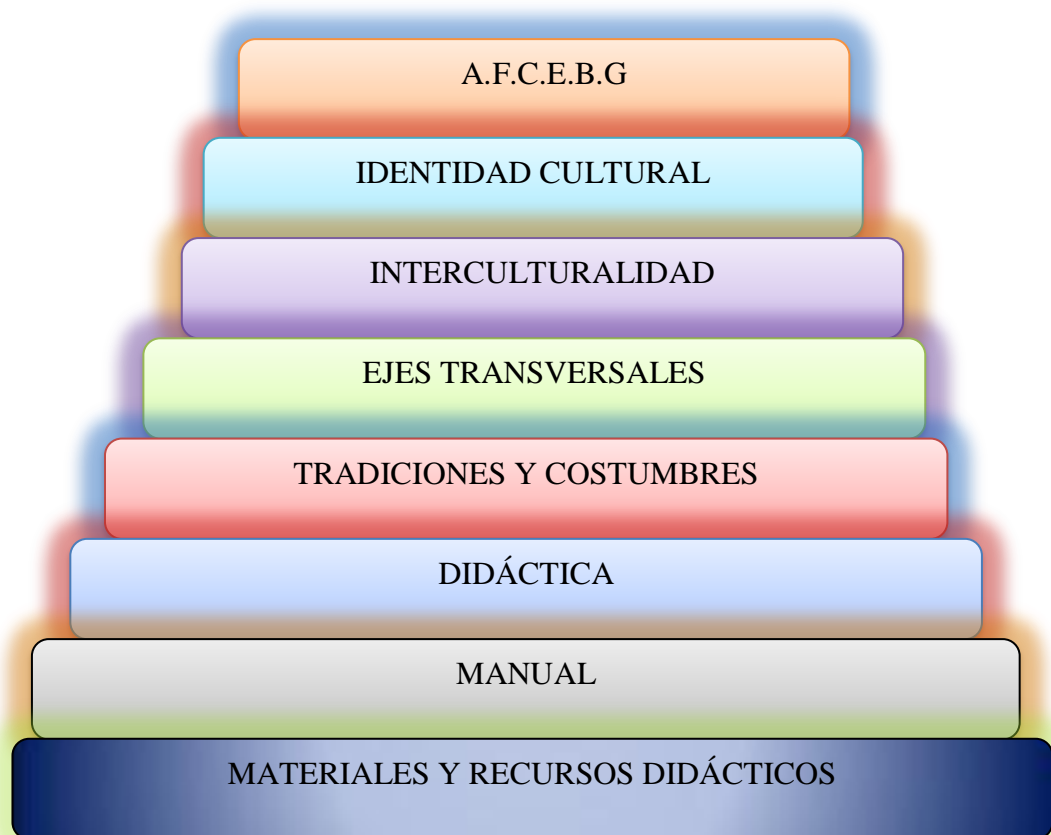 A.F.C.E.B.G
IDENTIDAD CULTURAL
INTERCULTURALIDAD
EJES TRANSVERSALES
TRADICIONES Y COSTUMBRES
DIDÁCTICA
MANUAL
MATERIALES Y RECURSOS DIDÁCTICOS